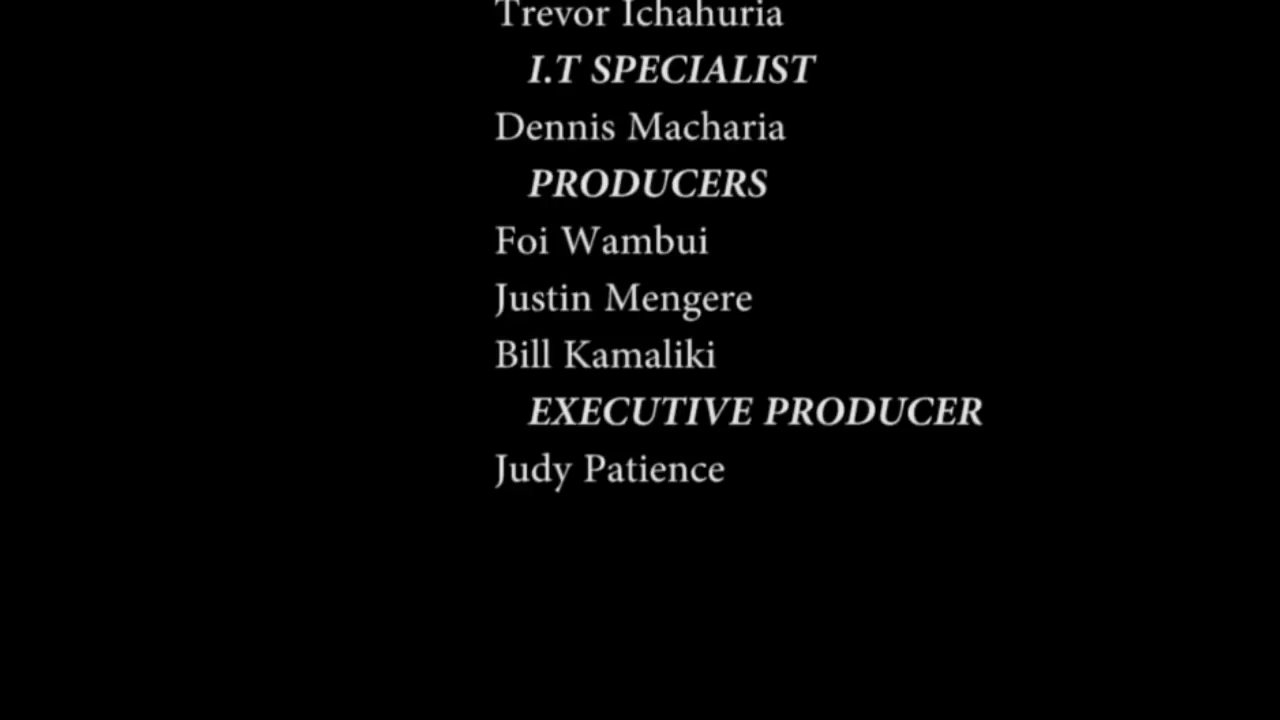 Trevor Ichahuria
I.T SPECIALIST
Dennis Macharia
PRODUCERS
Foi Wambui
Justin Mengere
Bill Kamaliki
EXECUTIVE PRODUCER
Judy Patience